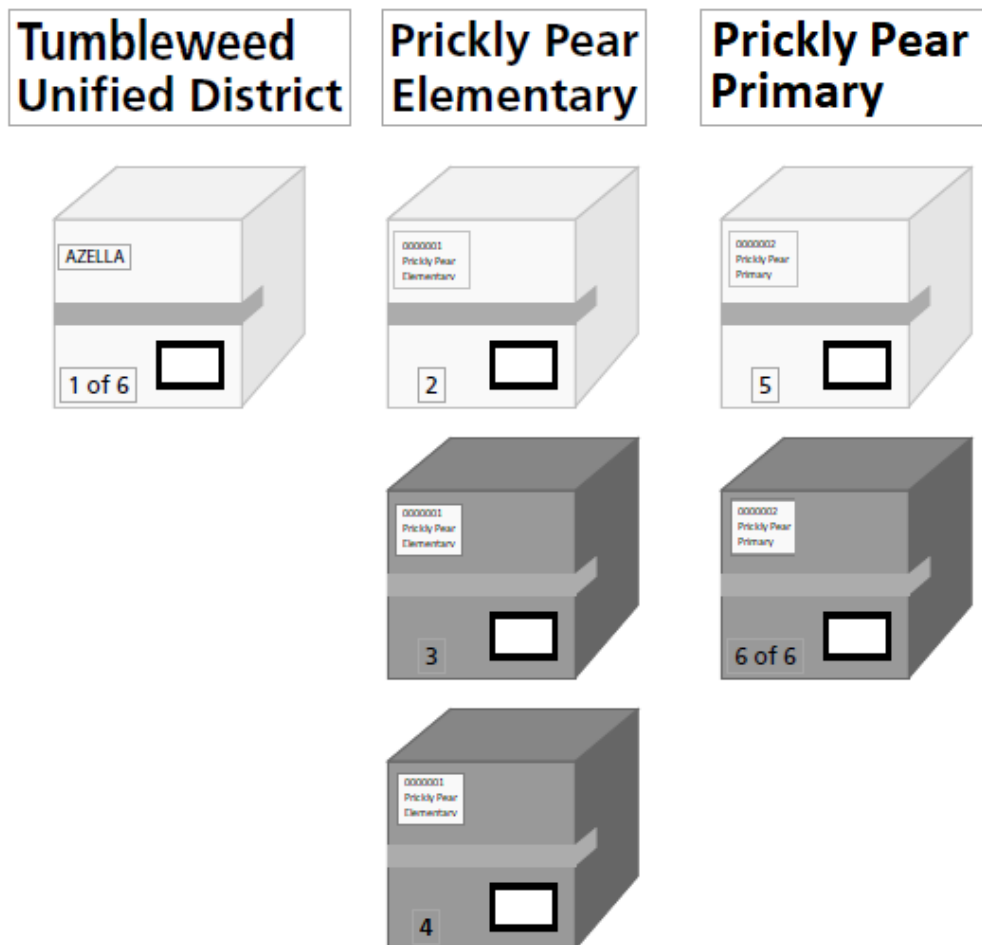 Tumbleweed
Unified District
Prickly Pear
Elementary
Prickly Pear
Primary
AZELLA
1 of 6
0000001
Prickly Pear
Elementary
2
0000002
Prickly Pear
Primary
5
0000001
Prickly Pear
Elementary
3
0000002
Prickly Pear
Primary
6 of 6
0000001
Prickly Pear
Elementary
4